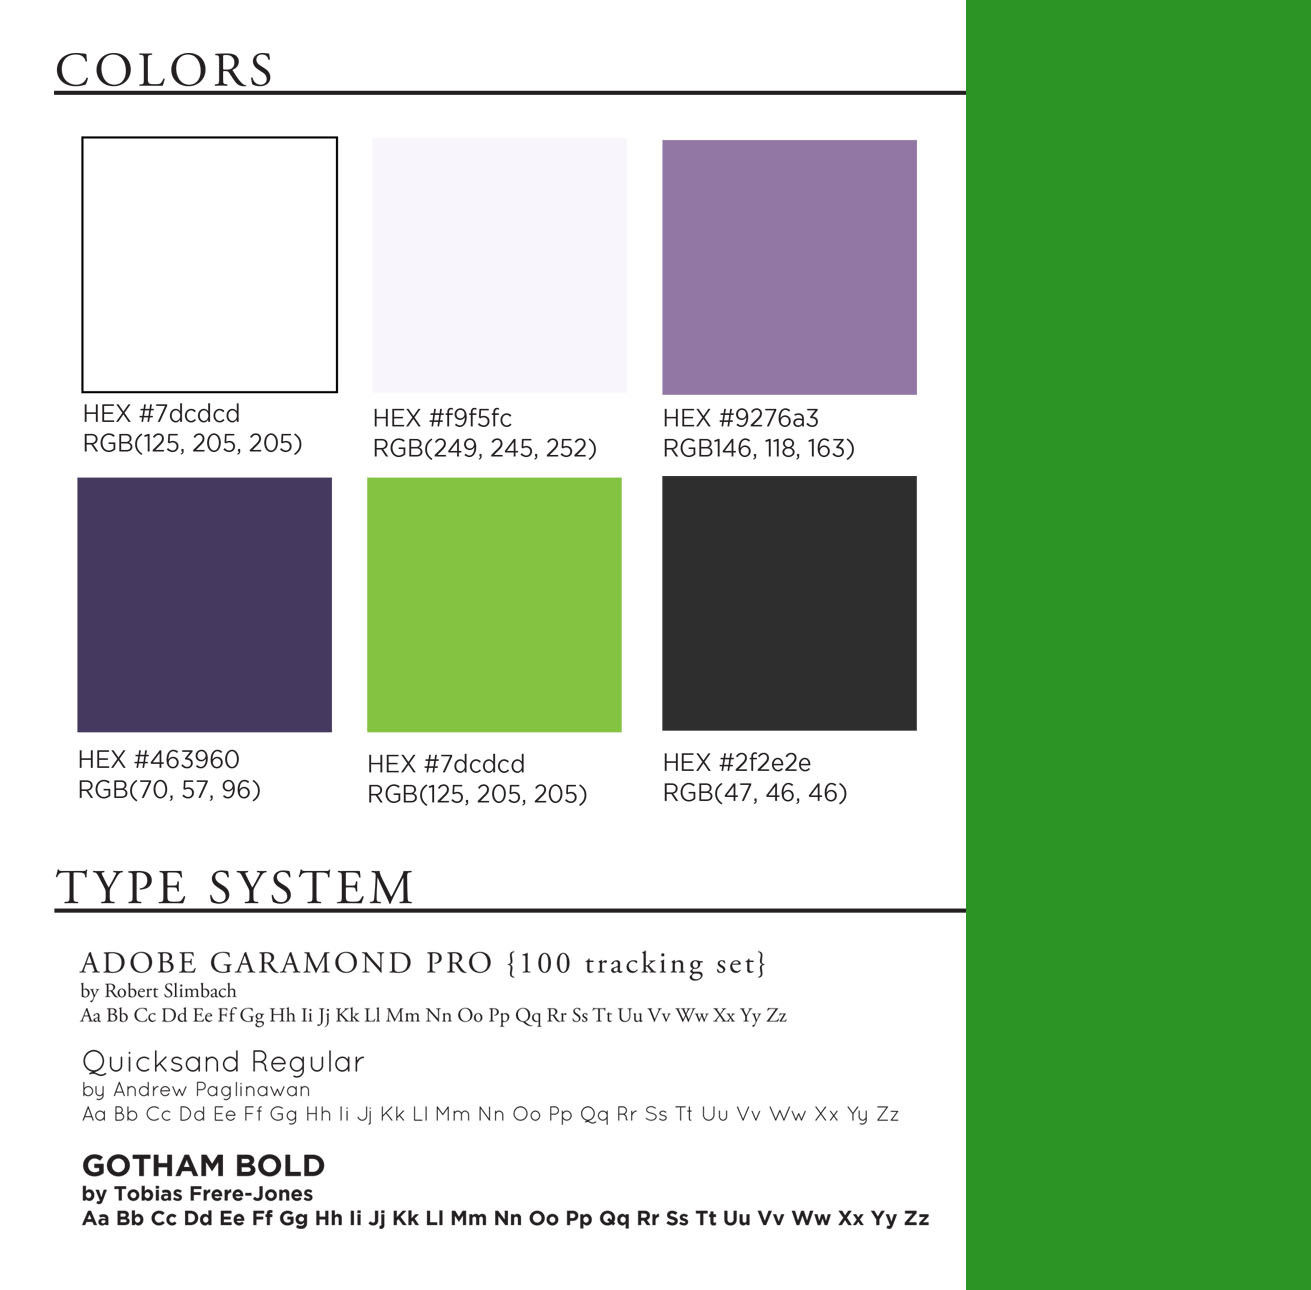 COLORS
HEX #7dcdcd
RGB(125, 205, 205)
HEX #f9f5fc
RGB(249, 245, 252)
HEX #9276a3
RGB146, 118, 163)
HEX #463960
RGB(70, 57, 96)
HEX #7dcdcd
RGB(125, 205, 205)
HEX #2f2e2e
RGB(47, 46, 46)
TYPE SYSTEM
ADOBE GARAMOND PRO {100 tracking set}
by Robert Slimbach
Aa Bb Cc Dd Ee Ff Gg Hh Ii Jj Kk Ll Mm Nn Oo Pp Qq Rr Ss Tt Uu Vv Ww Xx Yy Zz
Quicksand Regular
by Andrew Paglinawan
Aa Bb Cc Dd Ee Ff Gg Hh Ii Jj Kk Ll Mm Nn Oo Pp Qq Rr Ss Tt Uu Vv Ww Xx Yy Zz
GOTHAM BOLD
by Tobias Frere-Jones
Aa Bb Cc Dd Ee Ff Gg Hh Ii Jj Kk Ll Mm Nn Oo Pp Qq Rr Ss Tt Uu Vv Ww Xx Yy Zz